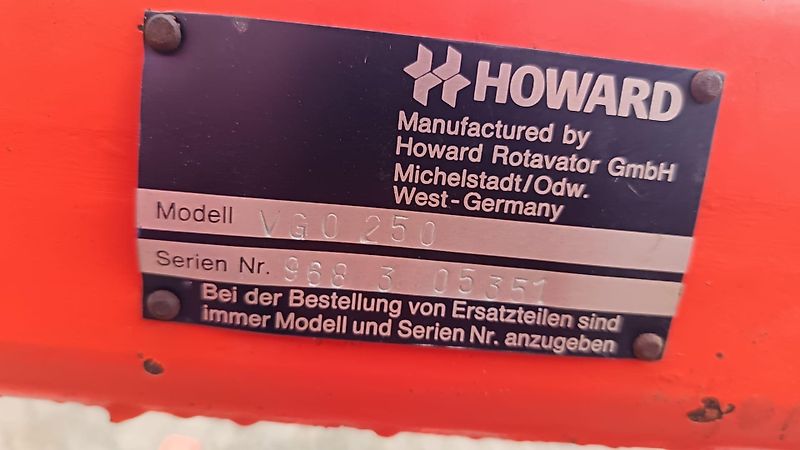 HOWARD
Manufactured by
Howard Rotavator GmbH
Michelstadt/Odw.
West-Germany
Modell VGO 250
Serien Nr. 968 3 05351
Bei der Bestellung von Ersatzteilen sind
immer Modell und Serien Nr. anzugeben